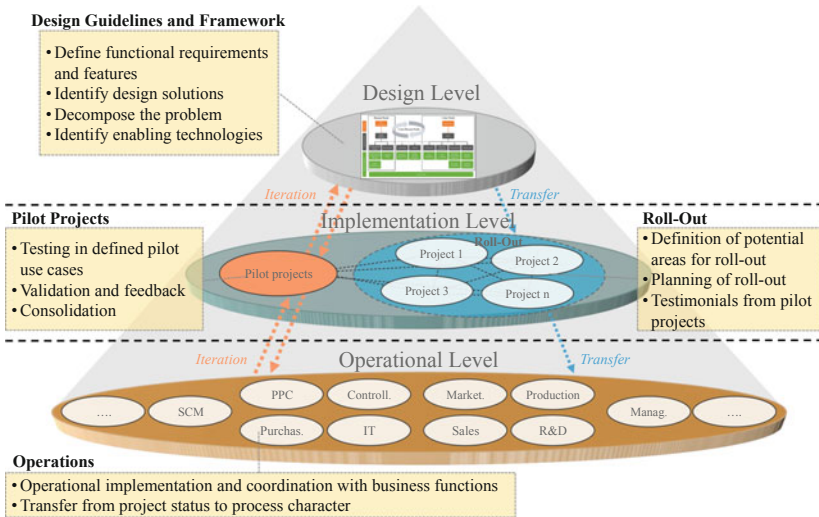 Design Guidelines and Framework
• Define functional requirements
and features
• Identify design solutions
• Decompose the problem
• Identify enabling technologies
Design Level
Iteration
Transfer
Pilot Projects
• Testing in defined pilot
use cases
• Validation and feedback
• Consolidation
Implementation Level
Roll-Out
Pilot projects
Project 1
Project 2
Project 3
Project n
Roll-Out
• Definition of potential
areas for roll-out
• Planning of roll-out
• Testimonials from pilot
projects
Iteration
Transfer
Operational Level
....
SCM
PPC
Controll.
Market.
Production
Manag.
....
Purchas.
IT
Sales
R&D
Operations
• Operational implementation and coordination with business functions
• Transfer from project status to process character